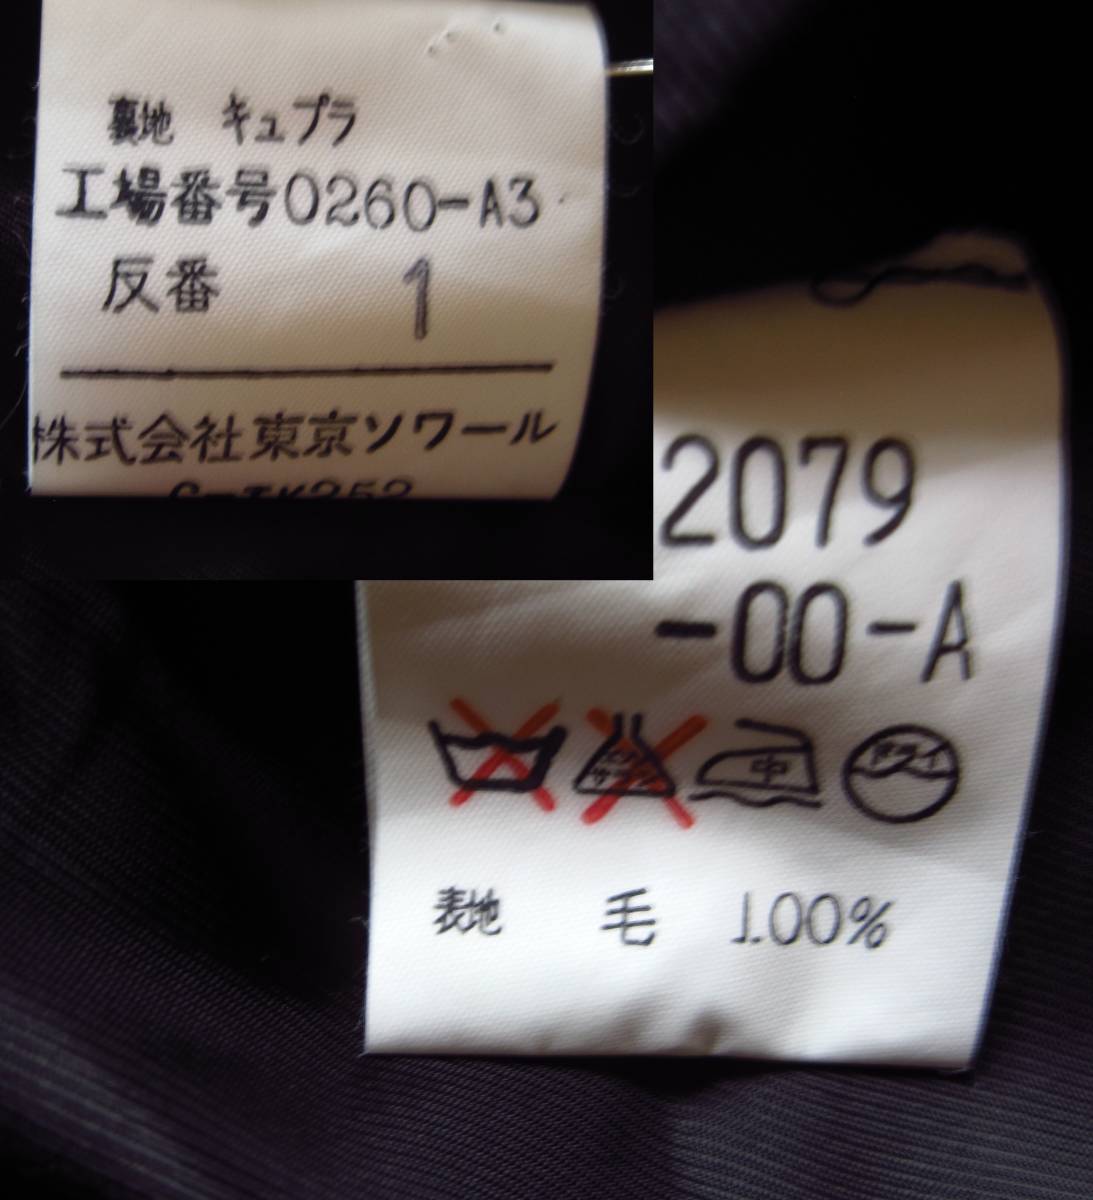 裏地 キュプラ
工場番号0260-A3
反番 1
株式会社東京ソワール
2079
-00-A
中 ドライ
表地 毛 100%